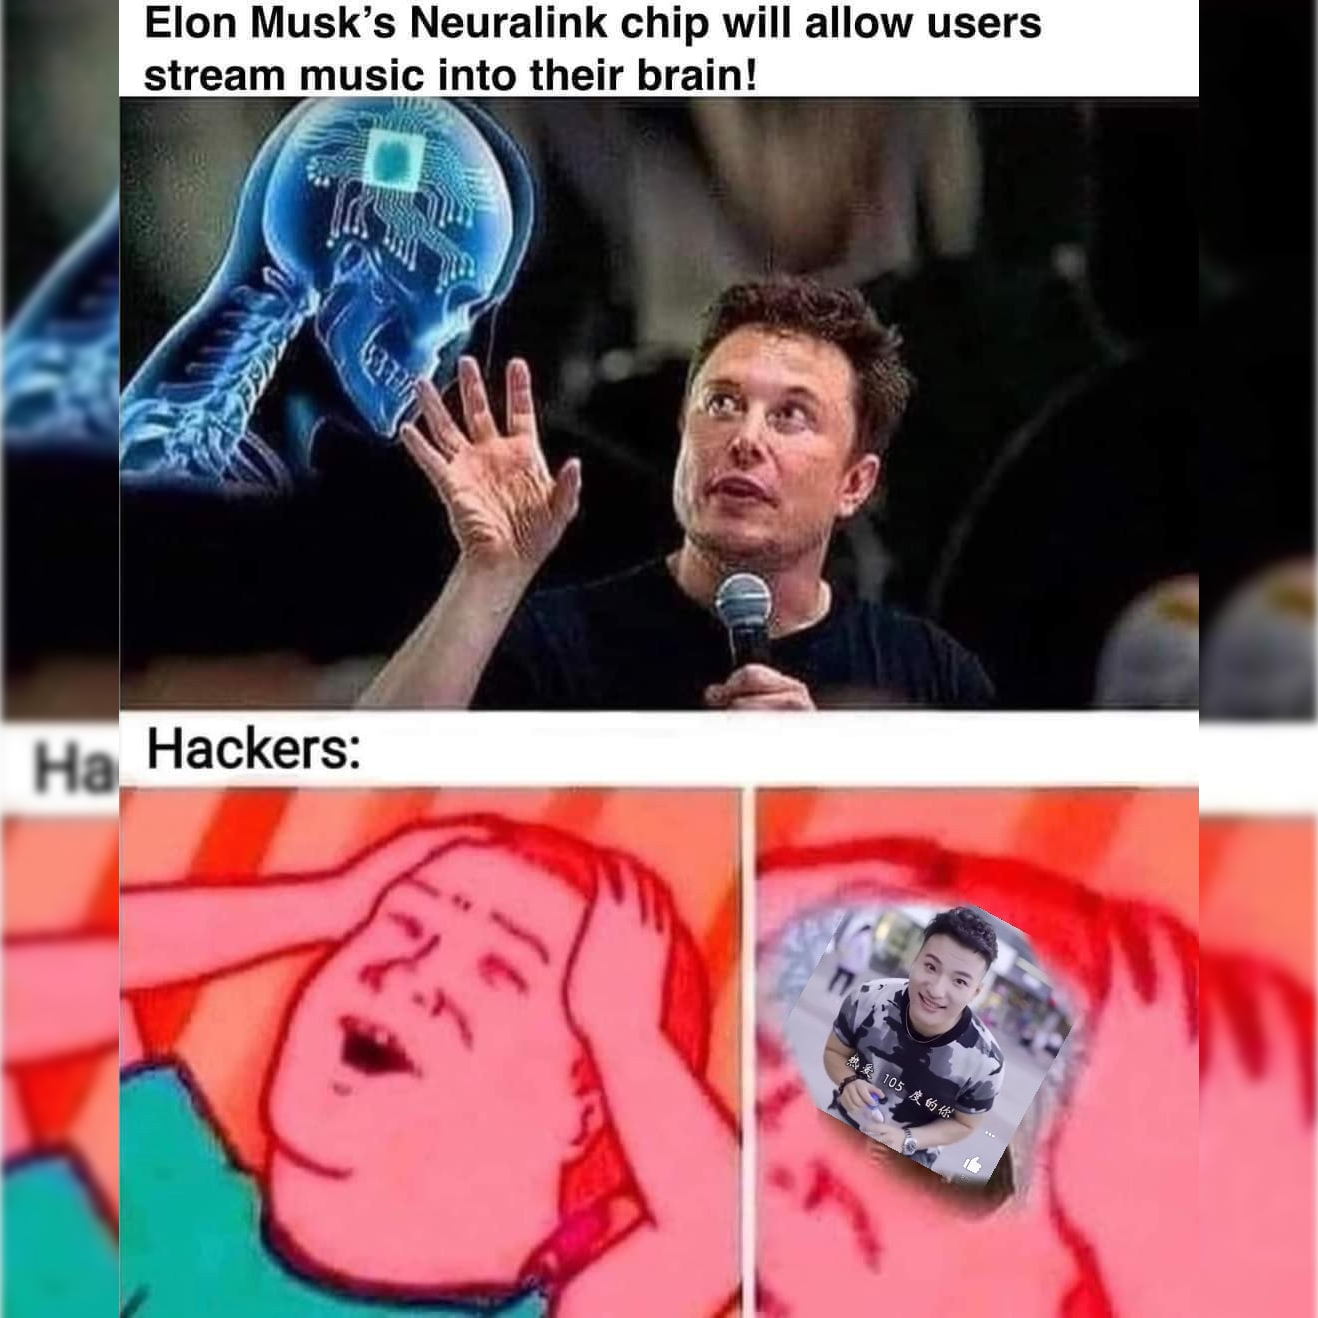 Elon Musk's Neuralink chip will allow users
stream music into their brain!
Hackers:
Ha
热爱 105 度的你